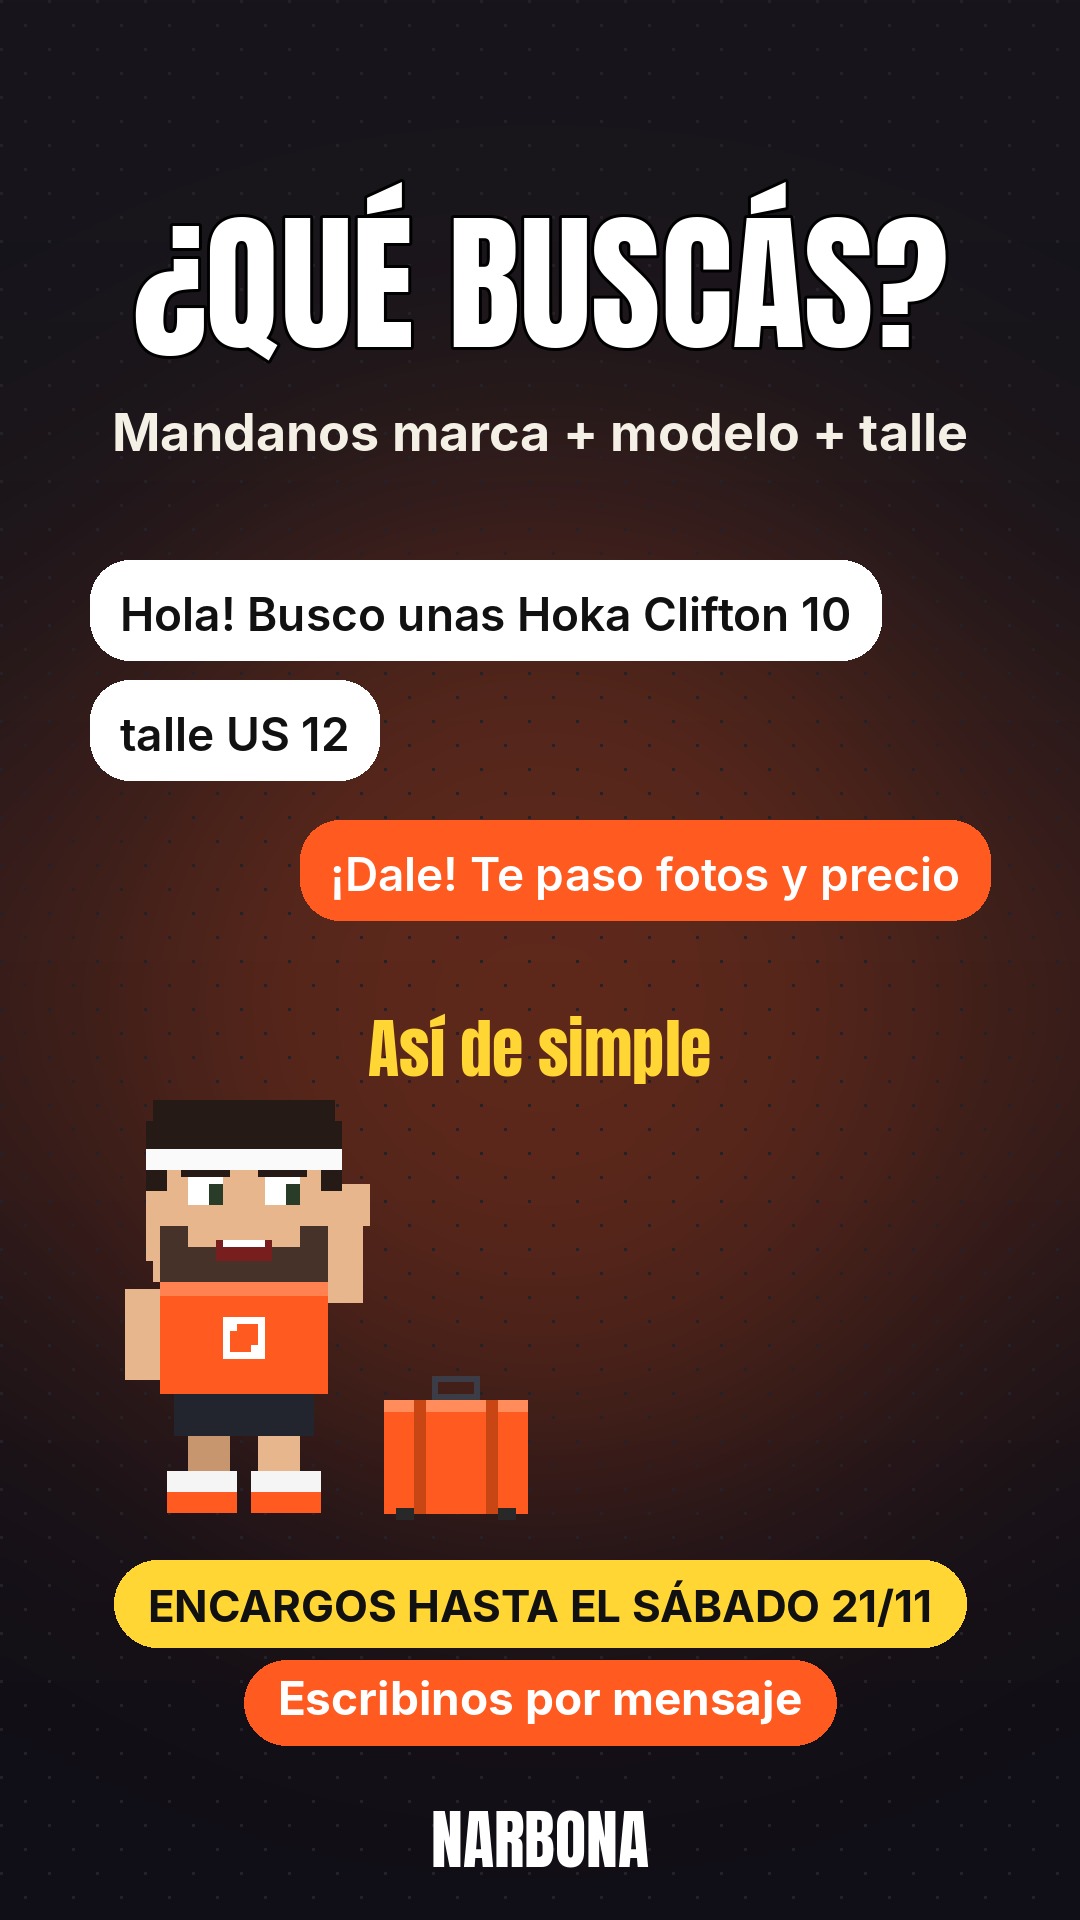 ¿QUÉ BUSCÁS?
Mandanos marca + modelo + talle
Hola! Busco unas Hoka Clifton 10
talle US 12
¡Dale! Te paso fotos y precio
Así de simple
ENCARGOS HASTA EL SÁBADO 21/11
Escribinos por mensaje
NARBONA